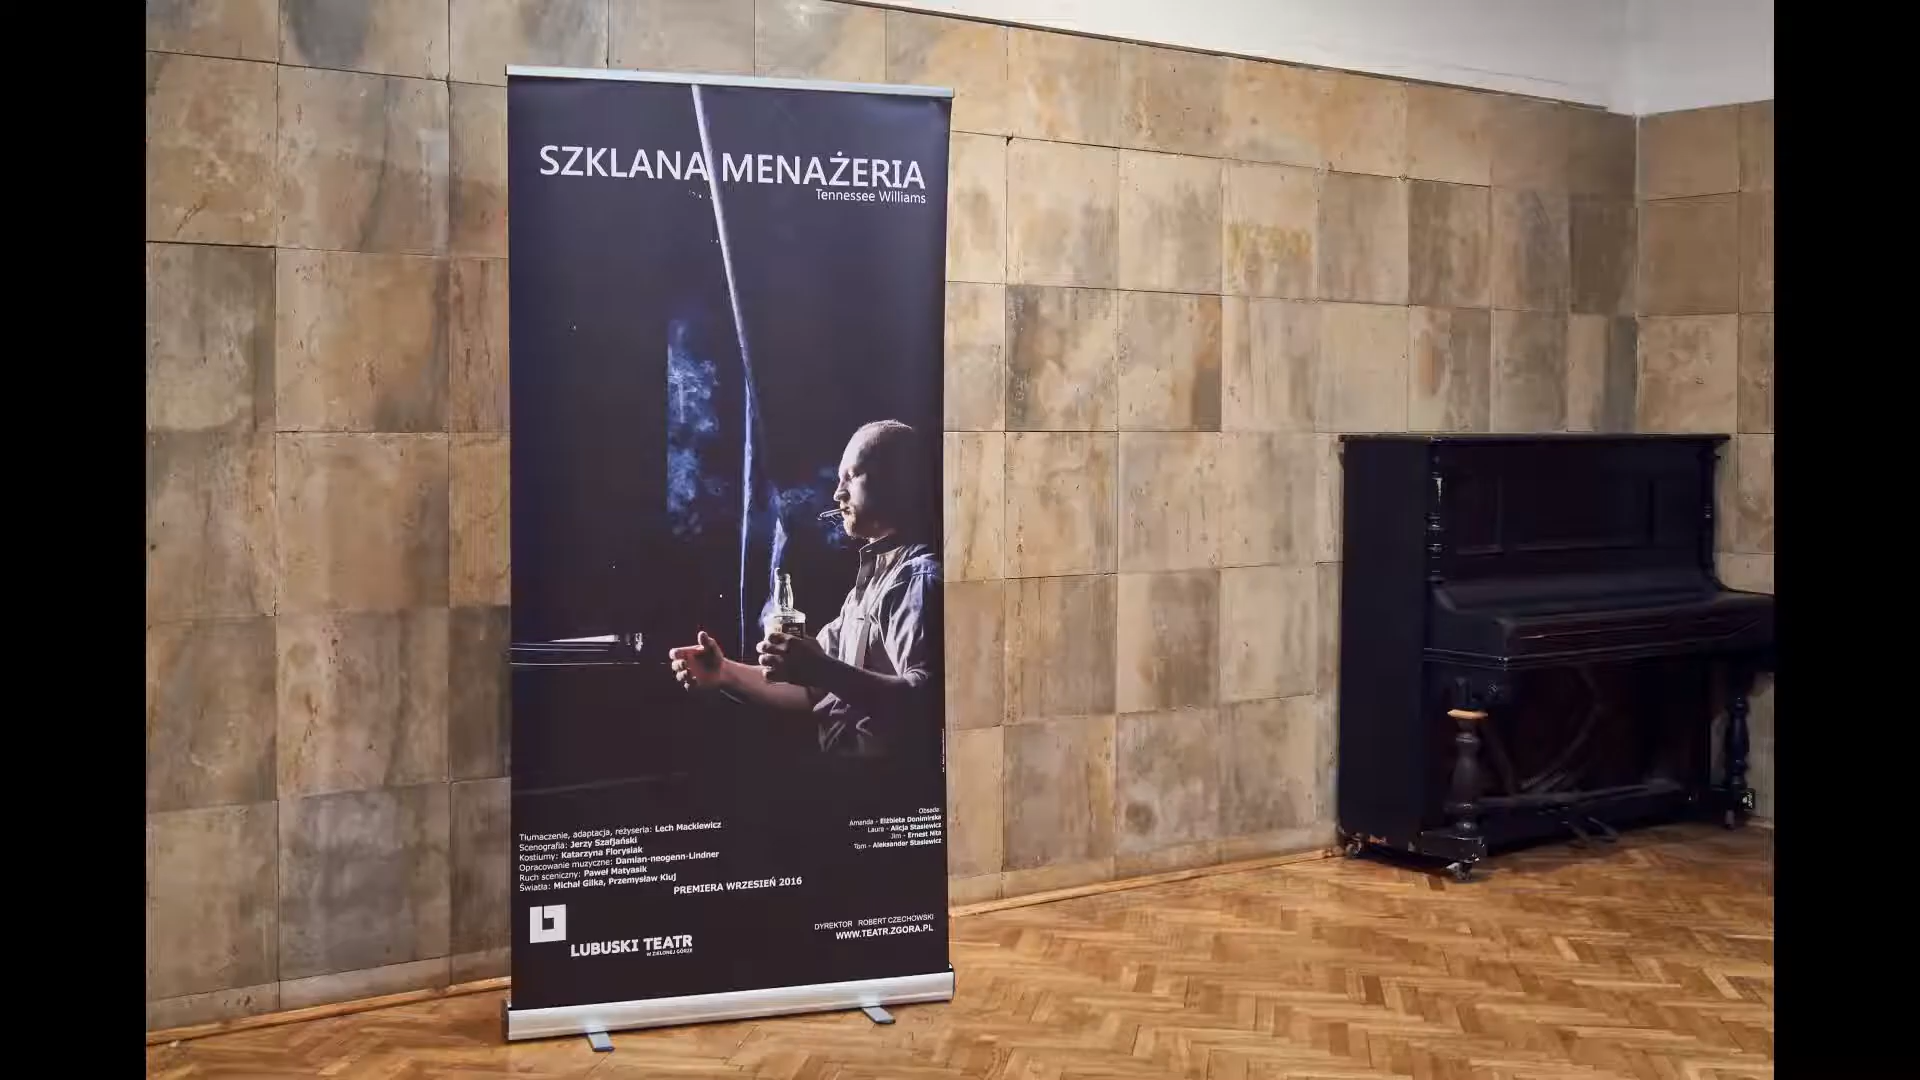 SZKLANA MENAŻERIA
Tennessee Williams
Tłumaczenie, adaptacja, reżyseria: Lech Mackiewicz
Scenografia: Jerzy Szafjański
Kostiumy: Katarzyna Florysiak
Opracowanie muzyczne: Damian-neogenn-Lindner
Ruch sceniczny: Paweł Matyasik
Światła: Michał Gilka, Przemysław Kluj
Obsada:
Amanda - Elżbieta Donimirska
Laura - Alicja Stasiewicz
Jim - Ernest Nita
Tom - Aleksander Stasiewicz
PREMIERA WRZESIEŃ 2016
LUBUSKI TEATR
W ZIELONEJ GÓRZE
DYREKTOR ROBERT CZECHOWSKI
WWW.TEATR.ZGORA.PL